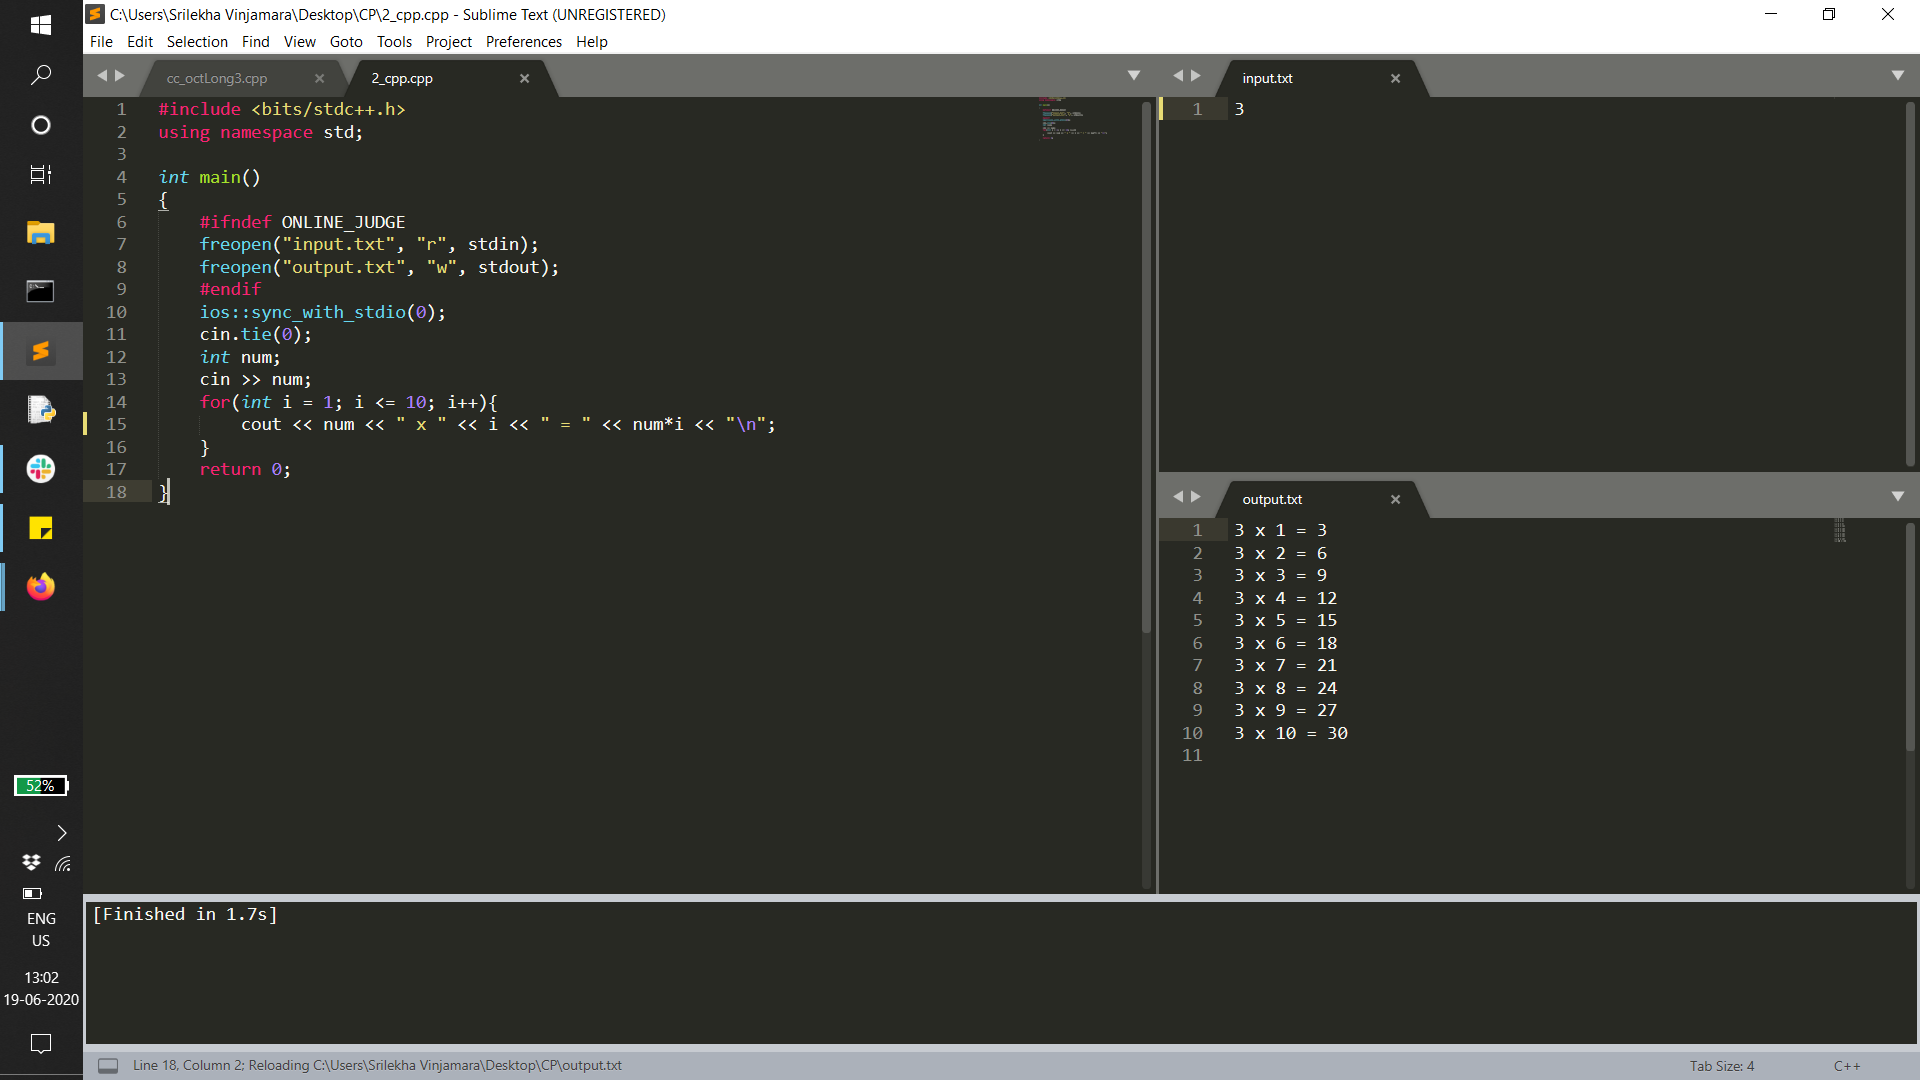 C:\Users\Srilekha Vinjamara\Desktop\CP\2_cpp.cpp - Sublime Text (UNREGISTERED)
File Edit Selection Find View Goto Tools Project Preferences Help
cc_octLong3.cpp 2_cpp.cpp
1 #include <bits/stdc++.h>
2 using namespace std;
3
4 int main()
5 {
6 #ifndef ONLINE_JUDGE
7 freopen("input.txt", "r", stdin);
8 freopen("output.txt", "w", stdout);
9 #endif
10 ios::sync_with_stdio(0);
11 cin.tie(0);
12 int num;
13 cin >> num;
14 for(int i = 1; i <= 10; i++){
15 cout << num << " x " << i << " = " << num*i << "\n";
16 }
17 return 0;
18 }
input.txt
1 3
output.txt
1 3 x 1 = 3
2 3 x 2 = 6
3 3 x 3 = 9
4 3 x 4 = 12
5 3 x 5 = 15
6 3 x 6 = 18
7 3 x 7 = 21
8 3 x 8 = 24
9 3 x 9 = 27
10 3 x 10 = 30
11
[Finished in 1.7s]
52%
ENG
US
13:02
19-06-2020
Line 18, Column 2; Reloading C:\Users\Srilekha Vinjamara\Desktop\CP\output.txt
Tab Size: 4
C++